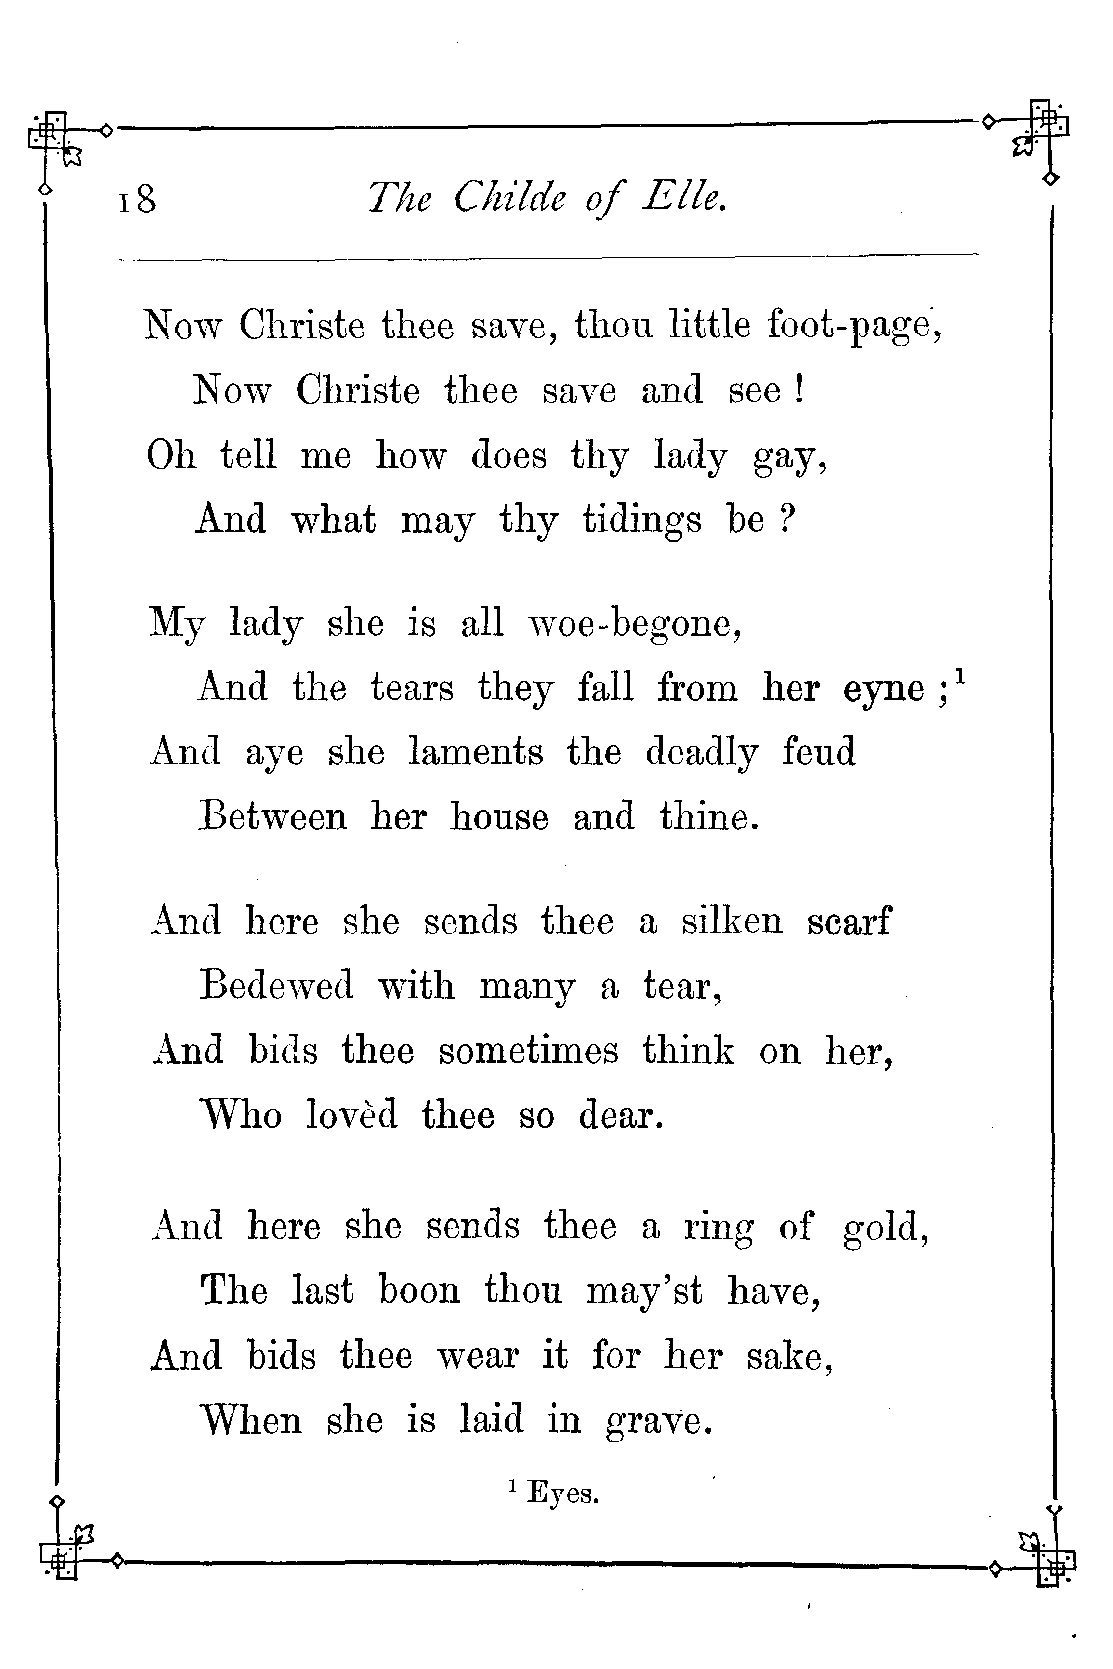 18 The Childe of Elle.
Now Christe thee save, thou little foot-page,
Now Christe thee save and see !
Oh tell me how does thy lady gay,
And what may thy tidings be ?
My lady she is all woe-begone,
And the tears they fall from her eyne ;¹
And aye she laments the deadly feud
Between her house and thine.
And here she sends thee a silken scarf
Bedewed with many a tear,
And bids thee sometimes think on her,
Who lovèd thee so dear.
And here she sends thee a ring of gold,
The last boon thou may'st have,
And bids thee wear it for her sake,
When she is laid in grave.
¹ Eyes.